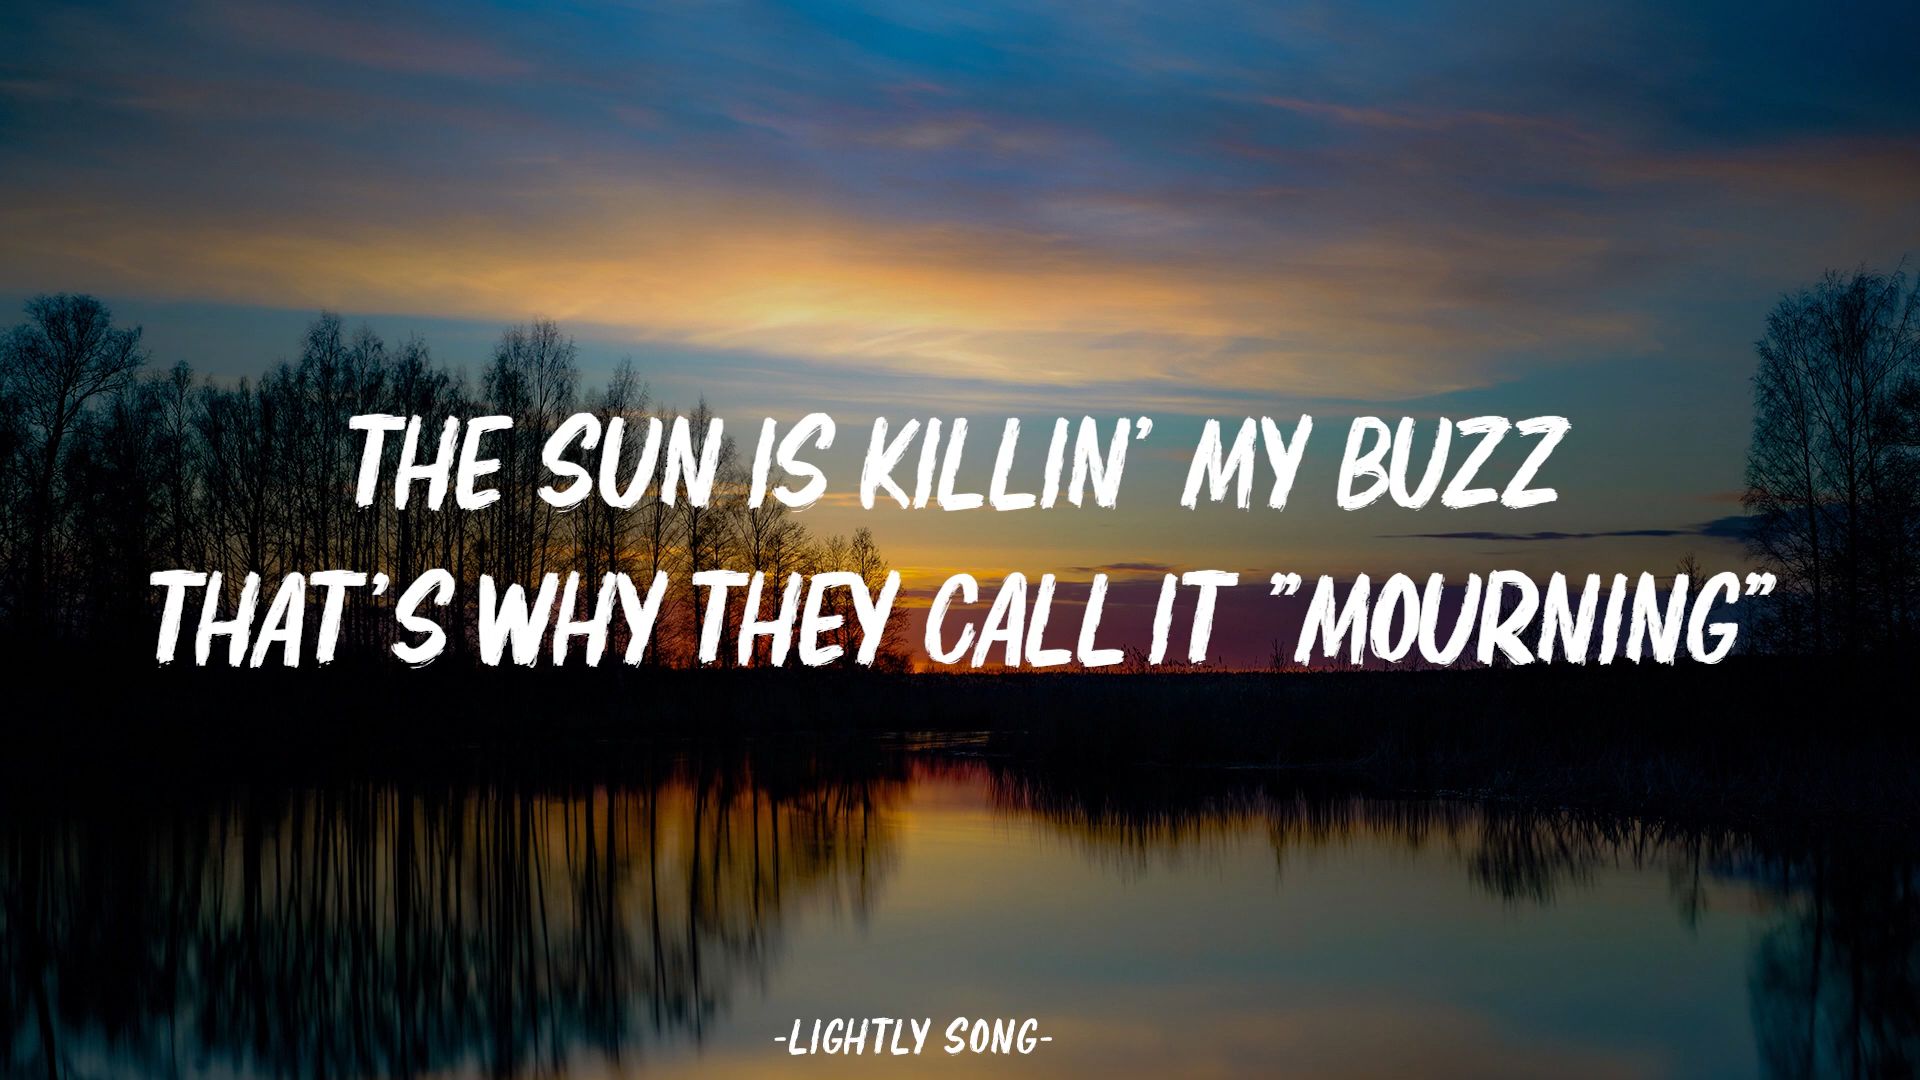 THE SUN IS KILLIN' MY BUZZ
THAT'S WHY THEY CALL IT "MOURNING"
-LIGHTLY SONG-